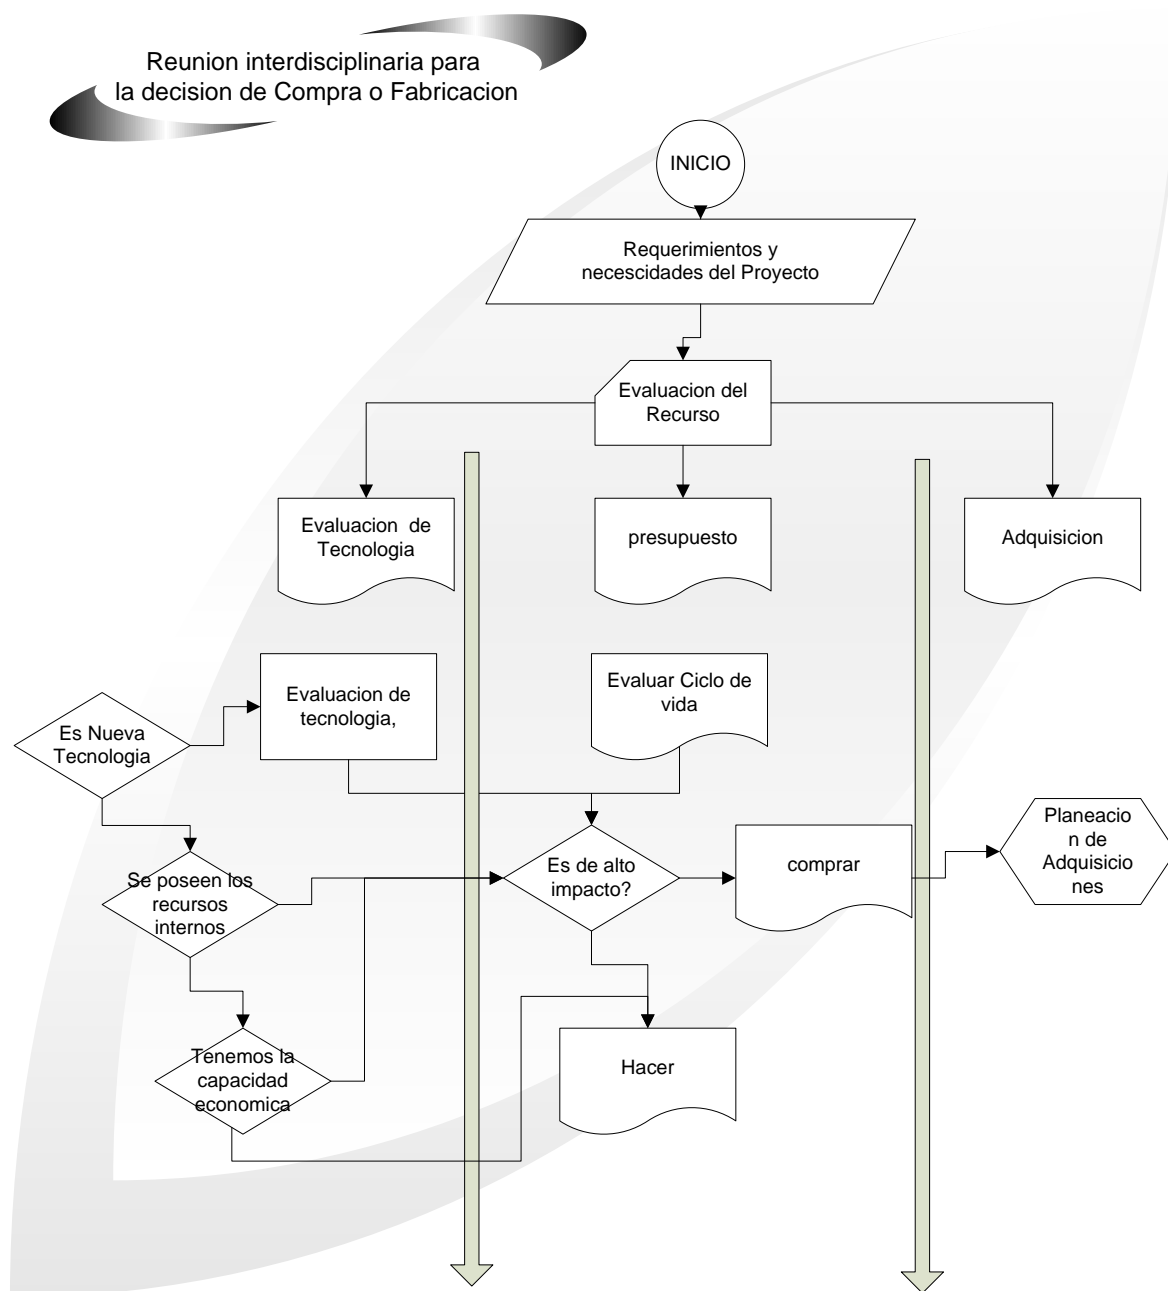 Reunion interdisciplinaria para
la decision de Compra o Fabricacion
INICIO
Requerimientos y
necescidades del Proyecto
Evaluacion del
Recurso
Evaluacion de
Tecnologia
presupuesto
Adquisicion
Evaluacion de
tecnologia,
Evaluar Ciclo de
vida
Es Nueva
Tecnologia
Se poseen los
recursos
internos
Es de alto
impacto?
comprar
Planeacio
n de
Adquisicio
nes
Tenemos la
capacidad
economica
Hacer